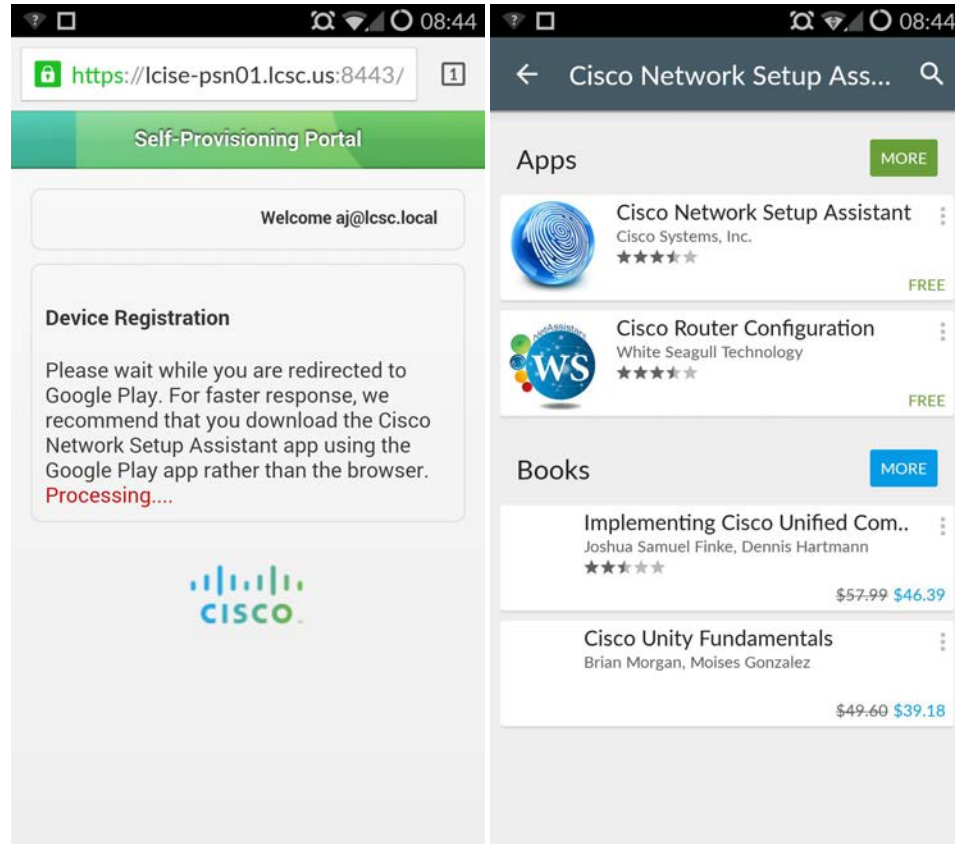 08:44
https://lcise-psn01.lcsc.us:8443/
1
Self-Provisioning Portal
Welcome aj@lcsc.local
Device Registration
Please wait while you are redirected to
Google Play. For faster response, we
recommend that you download the Cisco
Network Setup Assistant app using the
Google Play app rather than the browser.
Processing....
CISCO.
08:44
Cisco Network Setup Ass...
Apps
MORE
Cisco Network Setup Assistant
Cisco Systems, Inc.
FREE
NetAssistant
WS
Cisco Router Configuration
White Seagull Technology
FREE
Books
MORE
Implementing Cisco Unified Com..
Joshua Samuel Finke, Dennis Hartmann
$57.99 $46.39
Cisco Unity Fundamentals
Brian Morgan, Moises Gonzalez
$49.60 $39.18